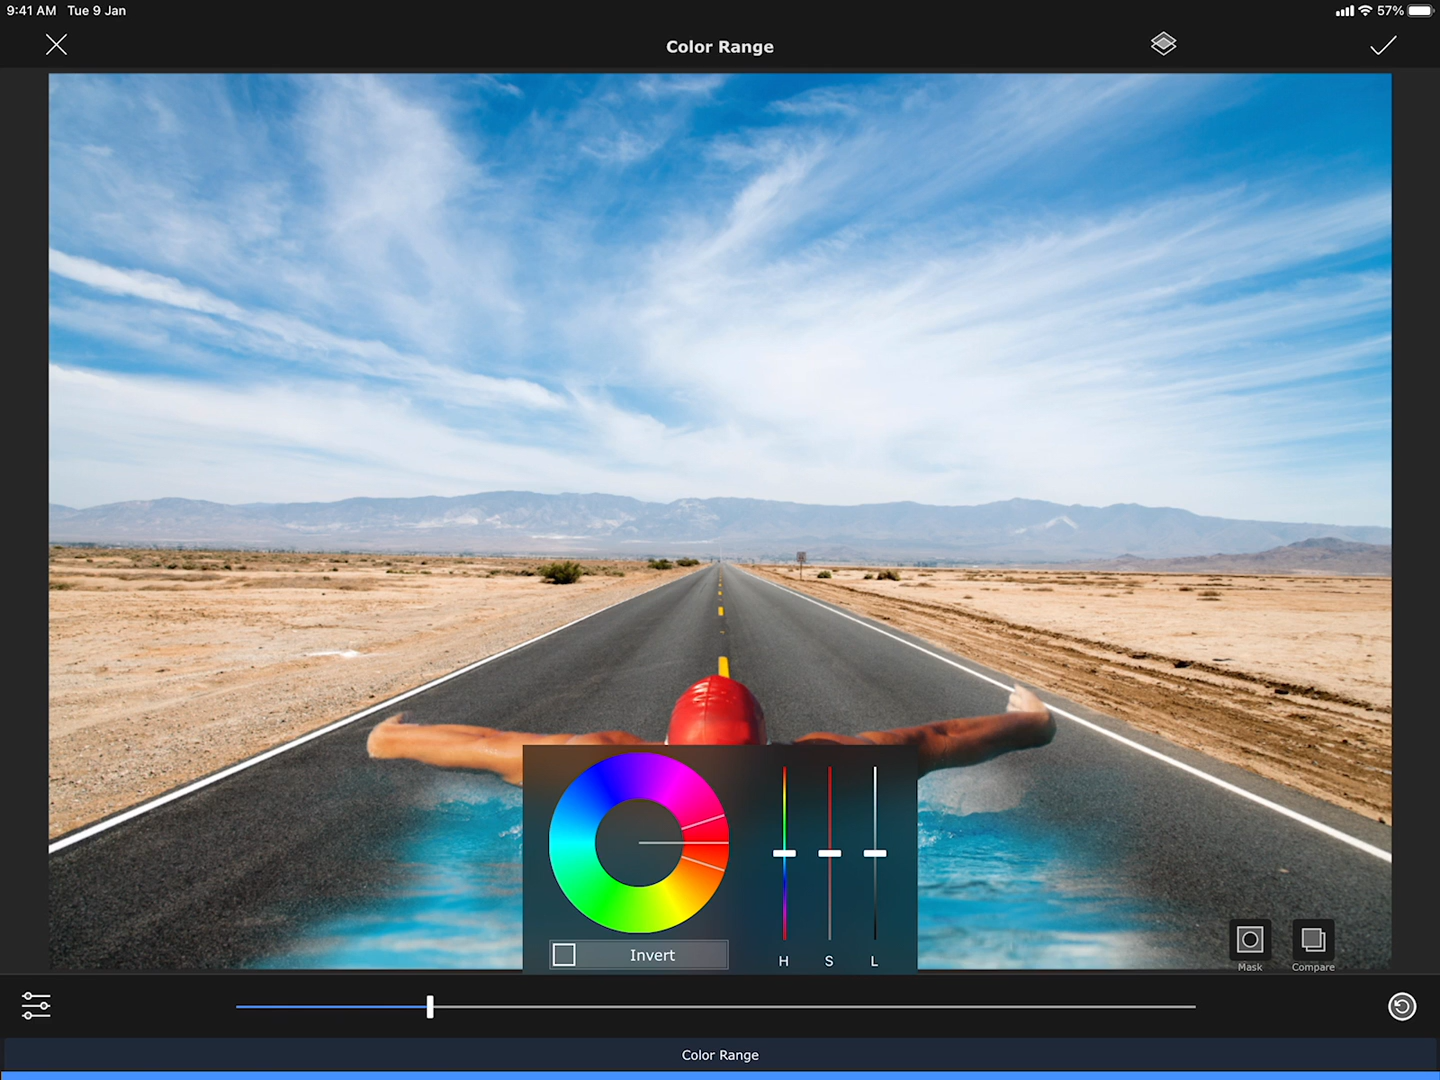 9:41 AM Tue 9 Jan
57%
Color Range
Invert
H S L
Mask
Compare
Color Range